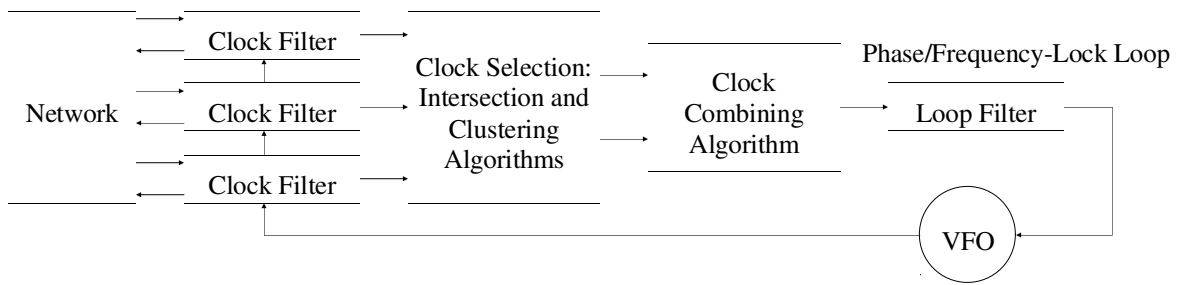 Network
Clock Filter
Clock Filter
Clock Filter
Clock Selection:
Intersection and
Clustering
Algorithms
Clock
Combining
Algorithm
Phase/Frequency-Lock Loop
Loop Filter
VFO